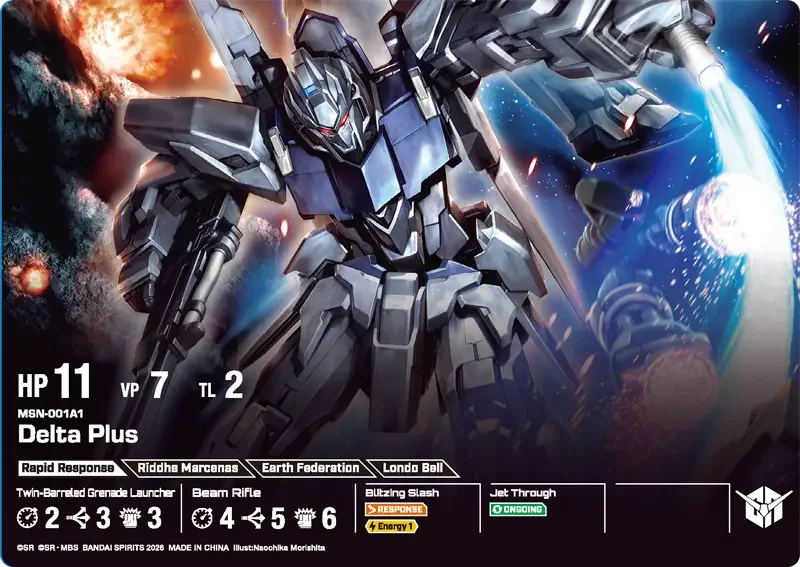 HP 11 VP 7 TL 2
MSN-001A1
Delta Plus
Rapid Response Riddhe Marcenas Earth Federation Londo Bell
Twin-Barreled Grenade Launcher
2 3 3
Beam Rifle
4 5 6
Blitzing Slash
RESPONSE
Energy 1
Jet Through
ONGOING
©SR ©SR・MBS BANDAI SPIRITS 2026 MADE IN CHINA Illust:Naochika Morishita